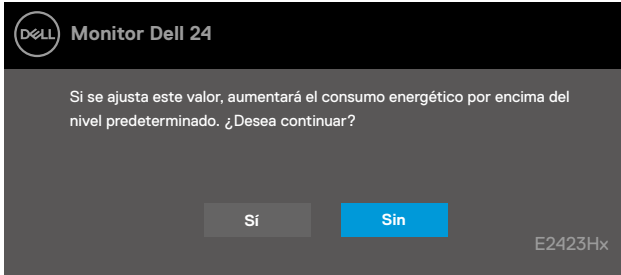 DELL Monitor Dell 24
Si se ajusta este valor, aumentará el consumo energético por encima del
nivel predeterminado. ¿Desea continuar?
Sí Sin
E2423Hx